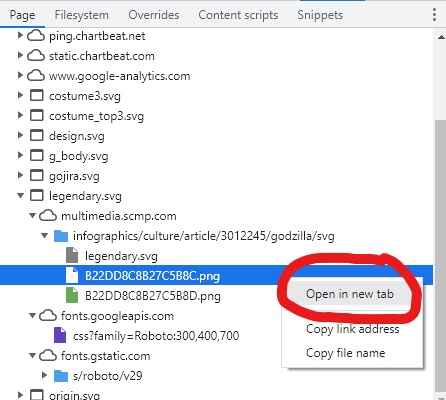 Page Filesystem Overrides Content scripts Snippets
ping.chartbeat.net
static.chartbeat.com
www.google-analytics.com
costume3.svg
costume_top3.svg
design.svg
g_body.svg
gojira.svg
legendary.svg
multimedia.scmp.com
infographics/culture/article/3012245/godzilla/svg
legendary.svg
B22DD8C8B27C5B8C.png
B22DD8C8B27C5B8D.png
Open in new tab
Copy link address
Copy file name
fonts.googleapis.com
css?family=Roboto:300,400,700
fonts.gstatic.com
s/roboto/v29
origin.svg